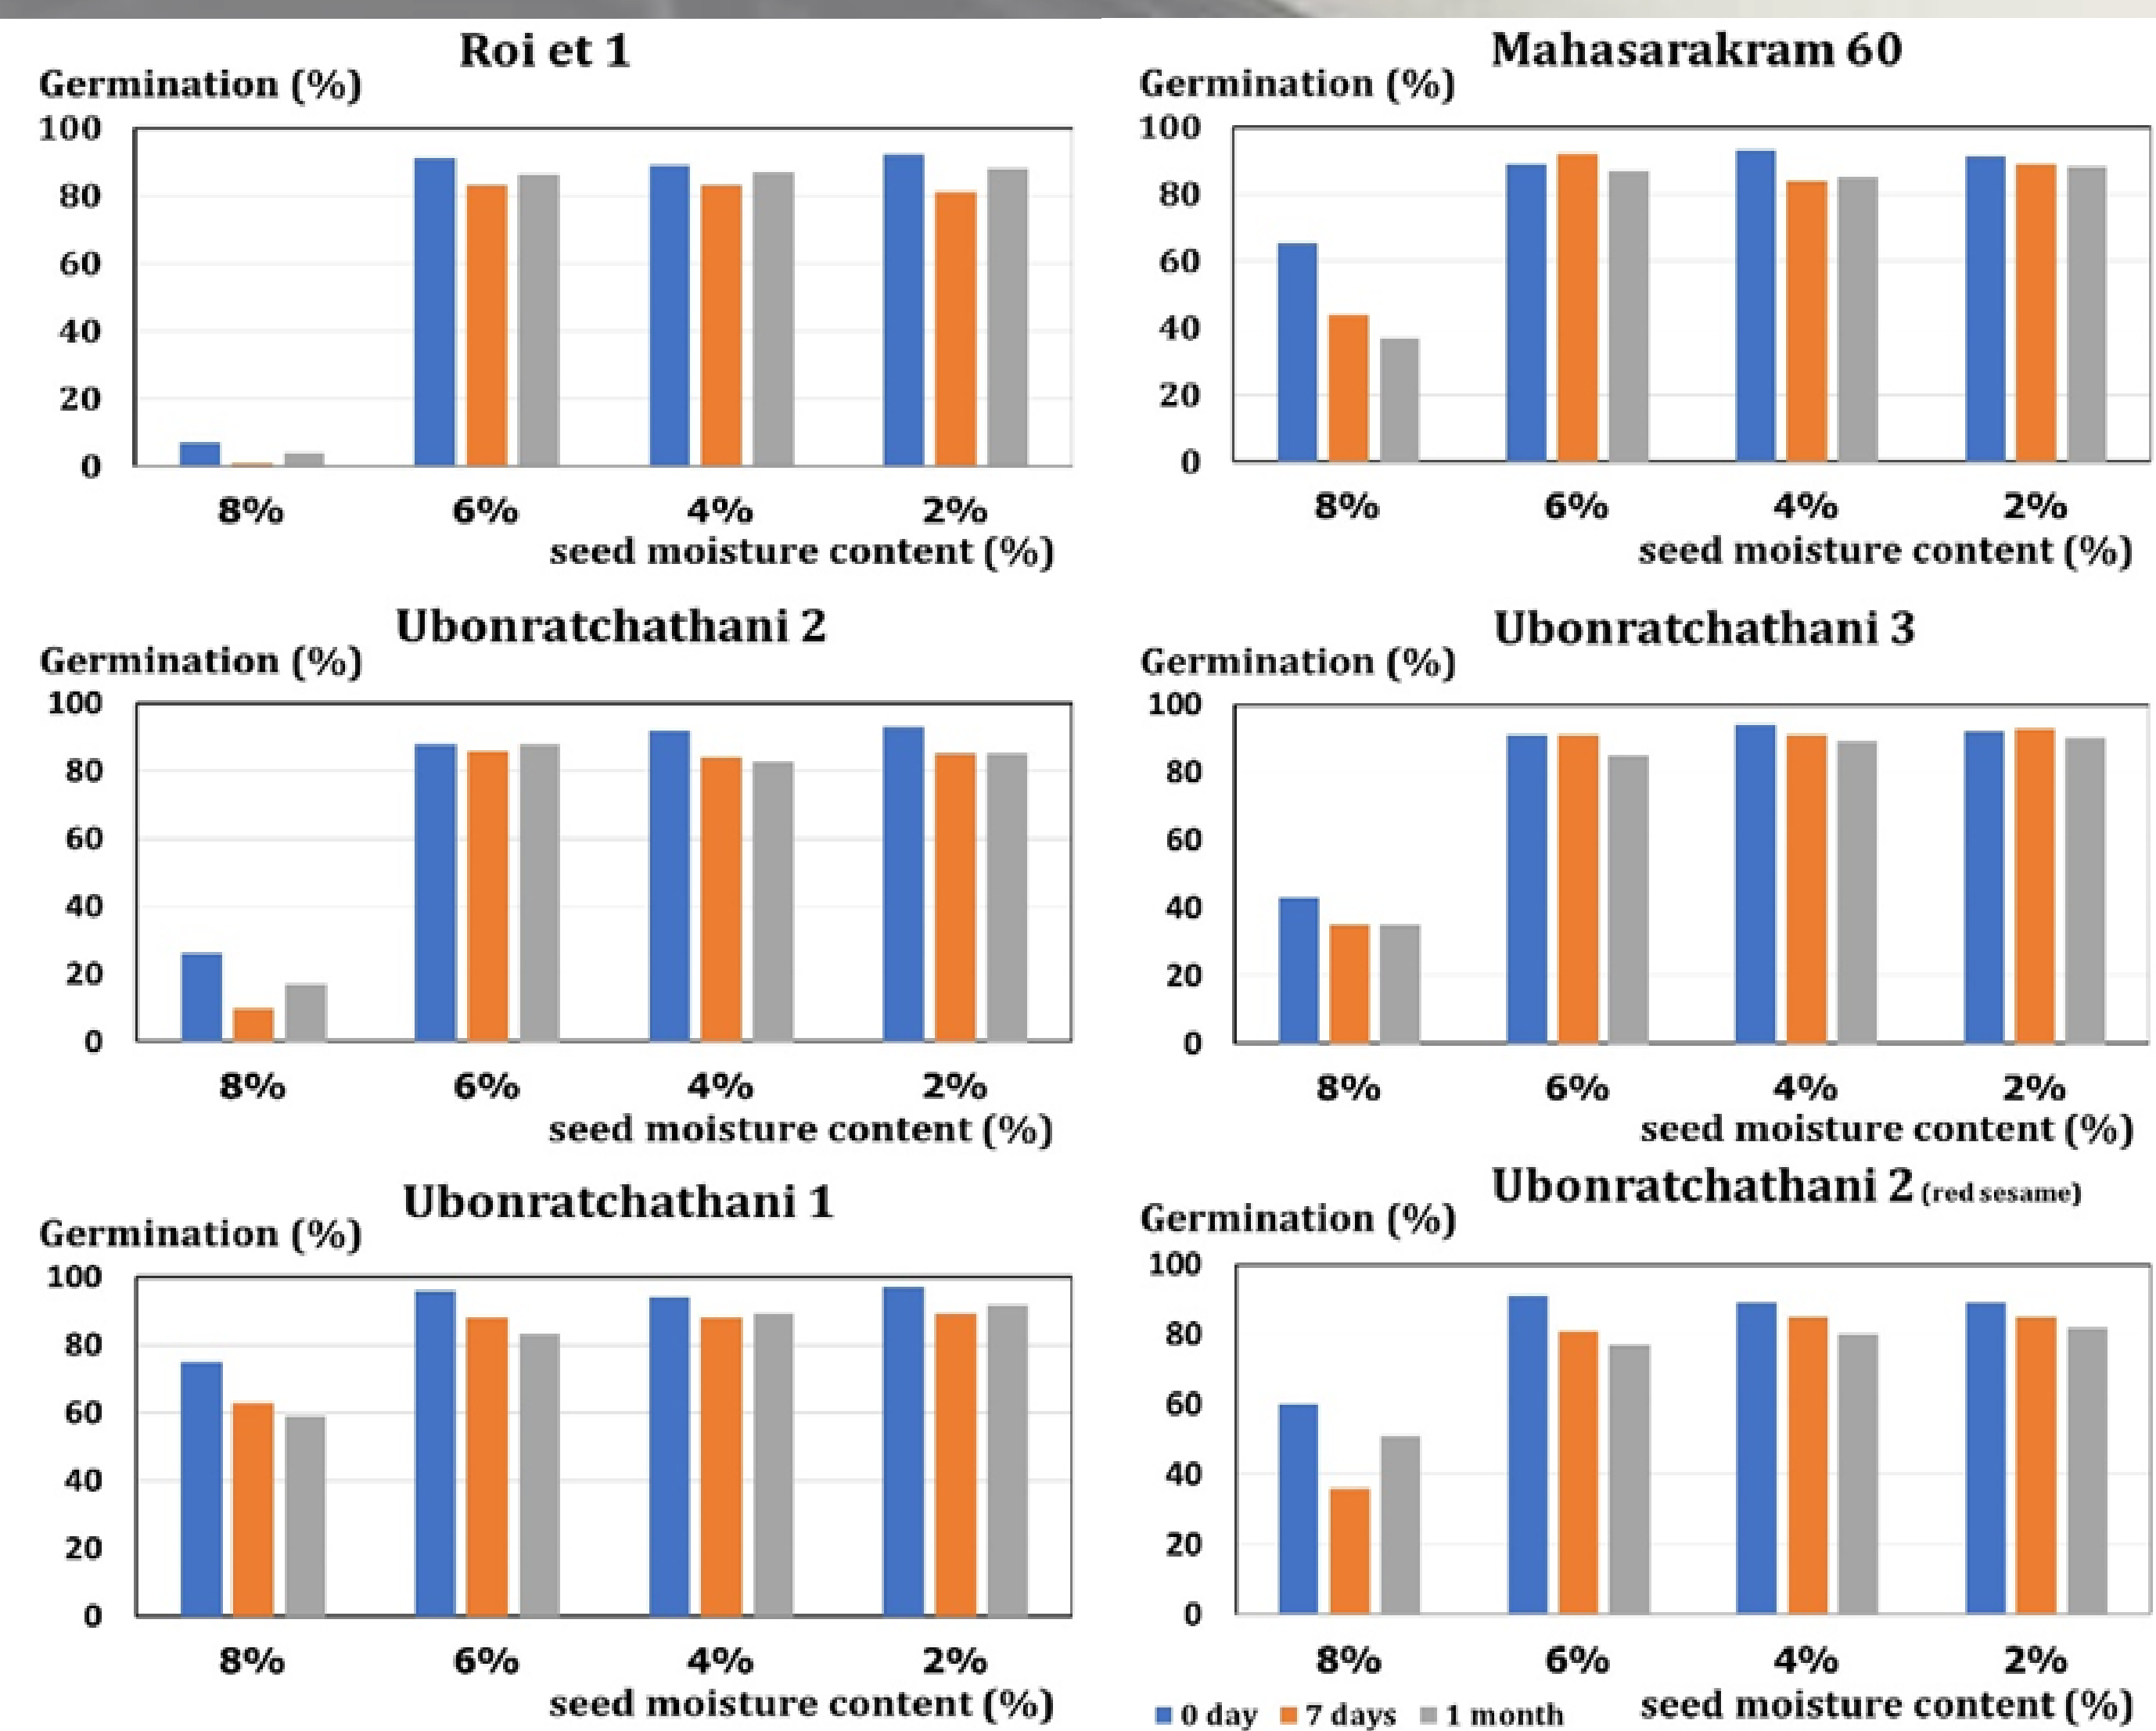 Roi et 1
Germination (%)
100
80
60
40
20
0
8% 6% 4% 2%
seed moisture content (%)
Mahasarakram 60
Germination (%)
100
80
60
40
20
0
8% 6% 4% 2%
seed moisture content (%)
Ubonratchathani 2
Germination (%)
100
80
60
40
20
0
8% 6% 4% 2%
seed moisture content (%)
Ubonratchathani 3
Germination (%)
100
80
60
40
20
0
8% 6% 4% 2%
seed moisture content (%)
Ubonratchathani 1
Germination (%)
100
80
60
40
20
0
8% 6% 4% 2%
seed moisture content (%)
Ubonratchathani 2 (red sesame)
Germination (%)
100
80
60
40
20
0
8% 6% 4% 2%
seed moisture content (%)
0 day 7 days 1 month